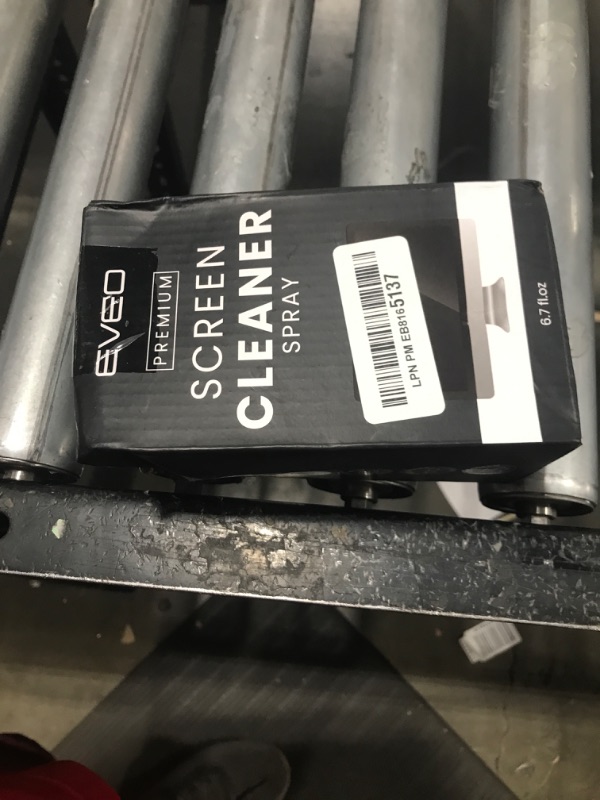 EVEO
PREMIUM
SCREEN
CLEANER
SPRAY
LPN PM EB8165137
6.7 fl.oz